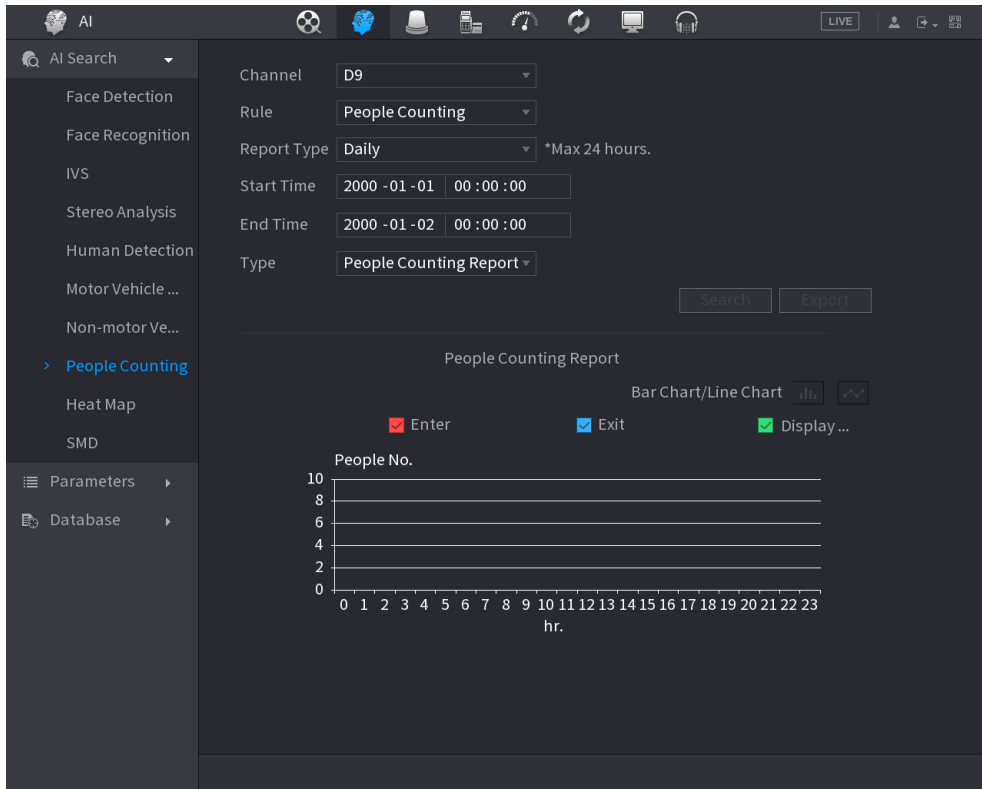 AI
LIVE
AI Search
Face Detection
Face Recognition
IVS
Stereo Analysis
Human Detection
Motor Vehicle ...
Non-motor Ve...
> People Counting
Heat Map
SMD
Parameters
Database
Channel D9
Rule People Counting
Report Type Daily *Max 24 hours.
Start Time 2000 -01 -01 00 : 00 : 00
End Time 2000 -01 -02 00 : 00 : 00
Type People Counting Report
Search Export
People Counting Report
Bar Chart/Line Chart
Enter Exit Display ...
People No.
10
8
6
4
2
0
0 1 2 3 4 5 6 7 8 9 10 11 12 13 14 15 16 17 18 19 20 21 22 23
hr.